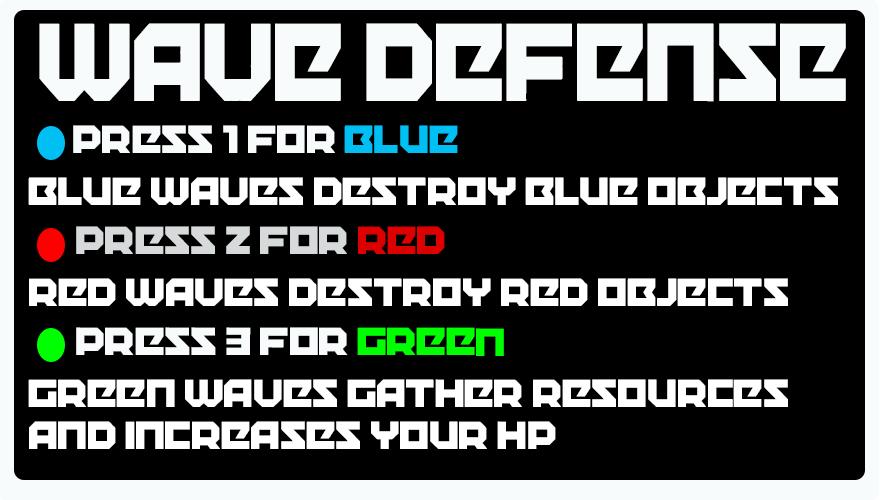 WAVE DEFENSE
PRESS 1 FOR BLUE
BLUE WAVES DESTROY BLUE OBJECTS
PRESS 2 FOR RED
RED WAVES DESTROY RED OBJECTS
PRESS 3 FOR GREEN
GREEN WAVES GATHER RESOURCES
AND INCREASES YOUR HP